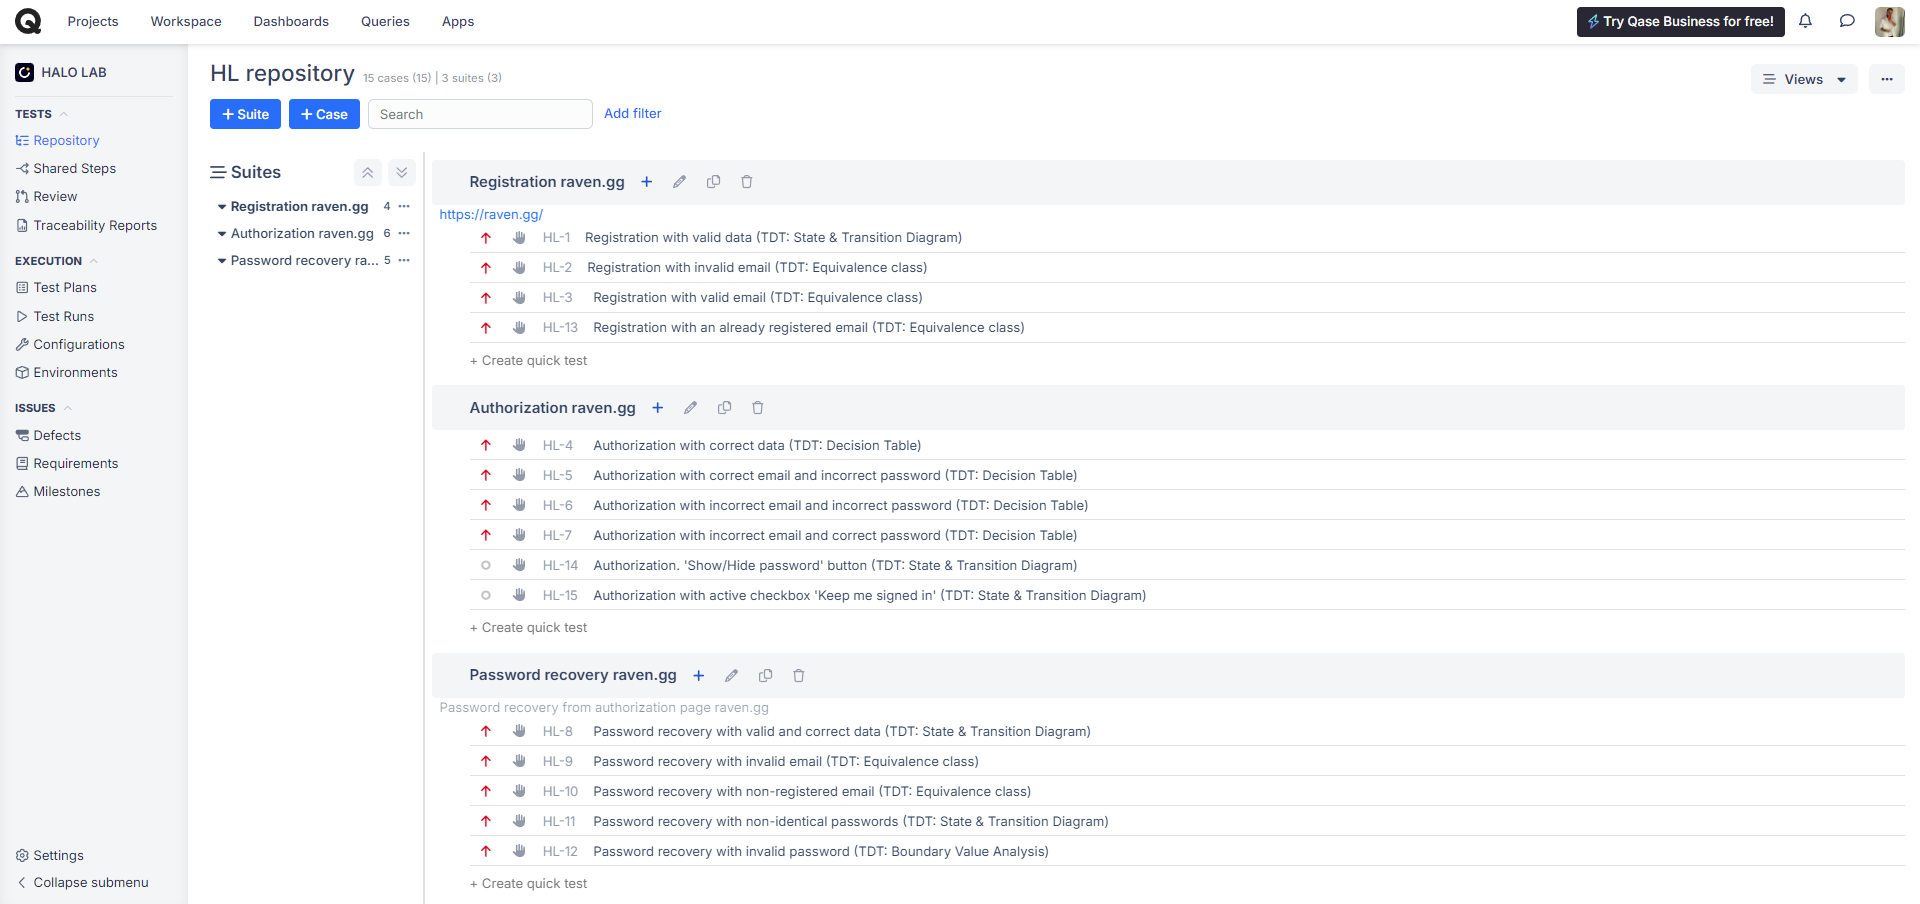 Projects Workspace Dashboards Queries Apps Try Qase Business for free!
HALO LAB
TESTS
Repository
Shared Steps
Review
Traceability Reports
EXECUTION
Test Plans
Test Runs
Configurations
Environments
ISSUES
Defects
Requirements
Milestones
Settings
Collapse submenu
HL repository 15 cases (15) | 3 suites (3)
Views
+ Suite + Case Search Add filter
Suites
Registration raven.gg 4
Authorization raven.gg 6
Password recovery ra... 5
Registration raven.gg
https://raven.gg/
HL-1 Registration with valid data (TDT: State & Transition Diagram)
HL-2 Registration with invalid email (TDT: Equivalence class)
HL-3 Registration with valid email (TDT: Equivalence class)
HL-13 Registration with an already registered email (TDT: Equivalence class)
+ Create quick test
Authorization raven.gg
HL-4 Authorization with correct data (TDT: Decision Table)
HL-5 Authorization with correct email and incorrect password (TDT: Decision Table)
HL-6 Authorization with incorrect email and incorrect password (TDT: Decision Table)
HL-7 Authorization with incorrect email and correct password (TDT: Decision Table)
HL-14 Authorization. 'Show/Hide password' button (TDT: State & Transition Diagram)
HL-15 Authorization with active checkbox 'Keep me signed in' (TDT: State & Transition Diagram)
+ Create quick test
Password recovery raven.gg
Password recovery from authorization page raven.gg
HL-8 Password recovery with valid and correct data (TDT: State & Transition Diagram)
HL-9 Password recovery with invalid email (TDT: Equivalence class)
HL-10 Password recovery with non-registered email (TDT: Equivalence class)
HL-11 Password recovery with non-identical passwords (TDT: State & Transition Diagram)
HL-12 Password recovery with invalid password (TDT: Boundary Value Analysis)
+ Create quick test